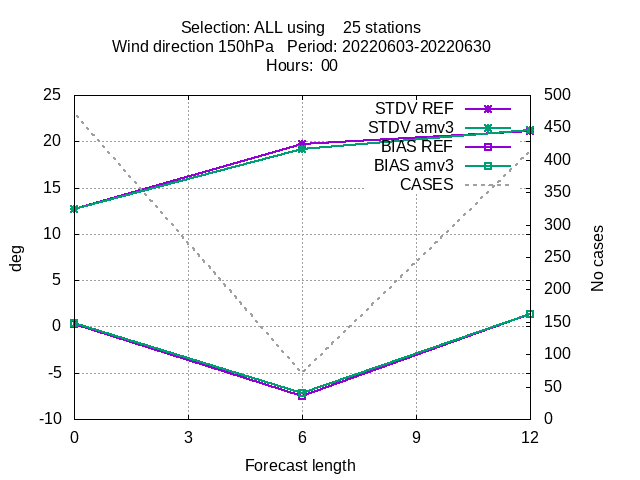 Selection: ALL using    25 stations
Wind direction 150hPa   Period: 20220603-20220630
Hours:  00
25
20
15
10
5
0
-5
-10
deg
500
450
400
350
300
250
200
150
100
50
0
No cases
STDV REF
STDV amv3
BIAS REF
BIAS amv3
CASES
0
3
6
9
12
Forecast length